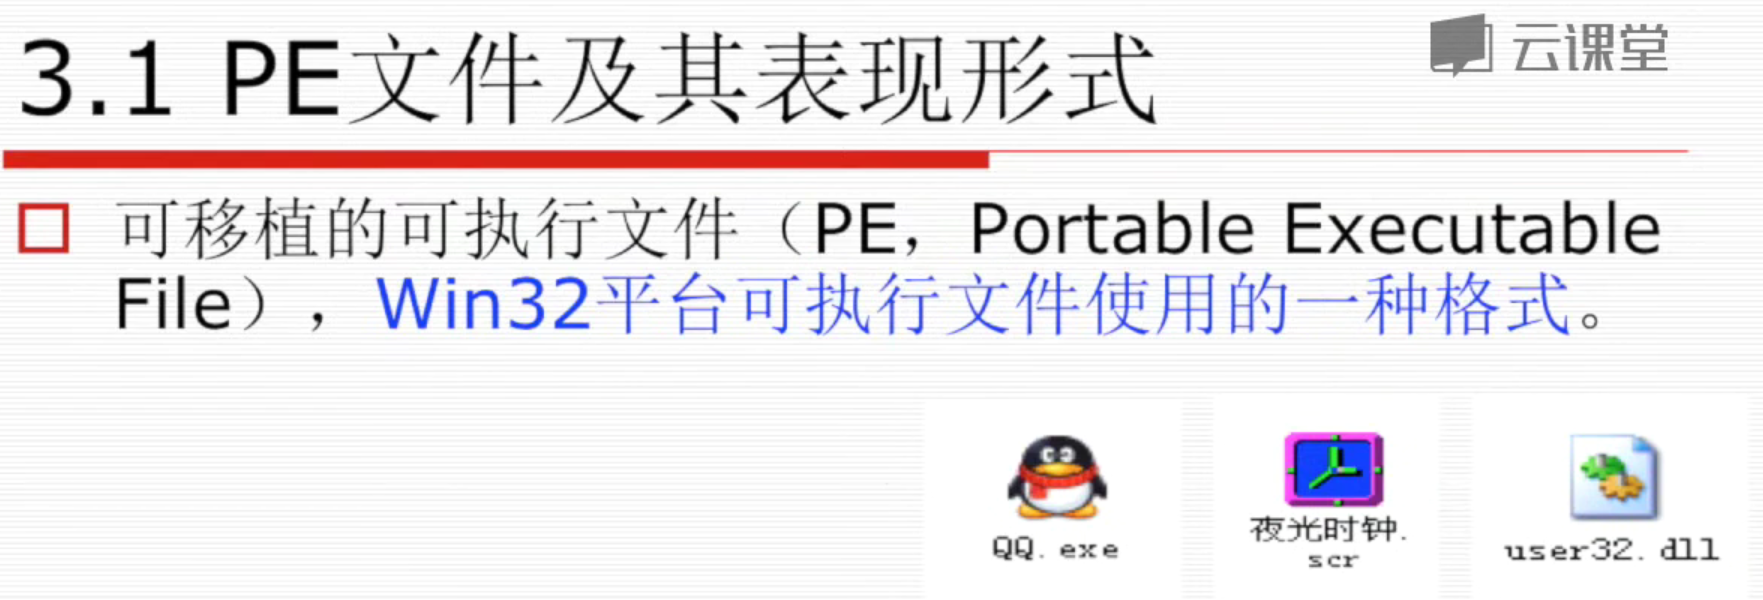 云课堂
3.1 PE文件及其表现形式
可移植的可执行文件（PE，Portable Executable
File），Win32平台可执行文件使用的一种格式。
QQ.exe
夜光时钟.
scr
user32.dll